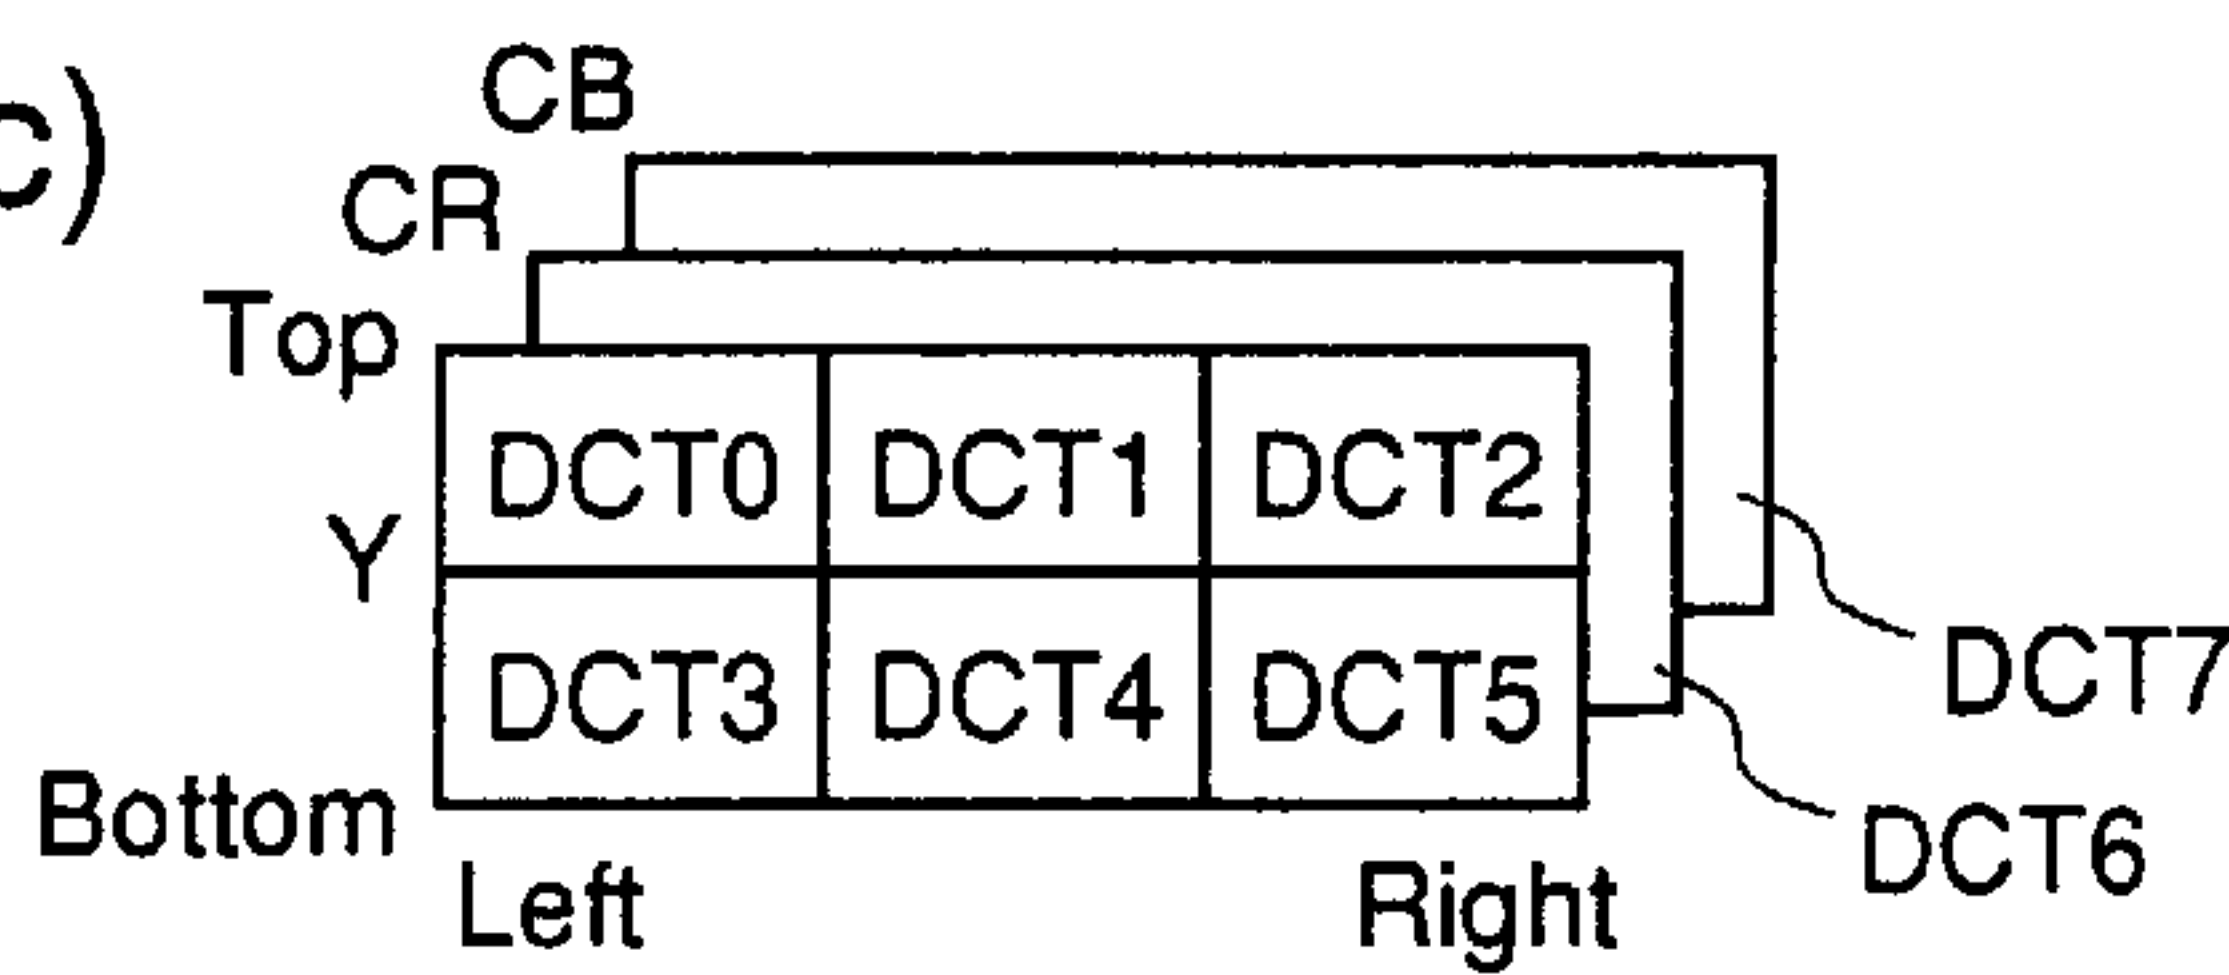 c)
CB
CR
Top
DCT0 DCT1 DCT2
Y
DCT3 DCT4 DCT5
DCT7
Bottom
DCT6
Left Right